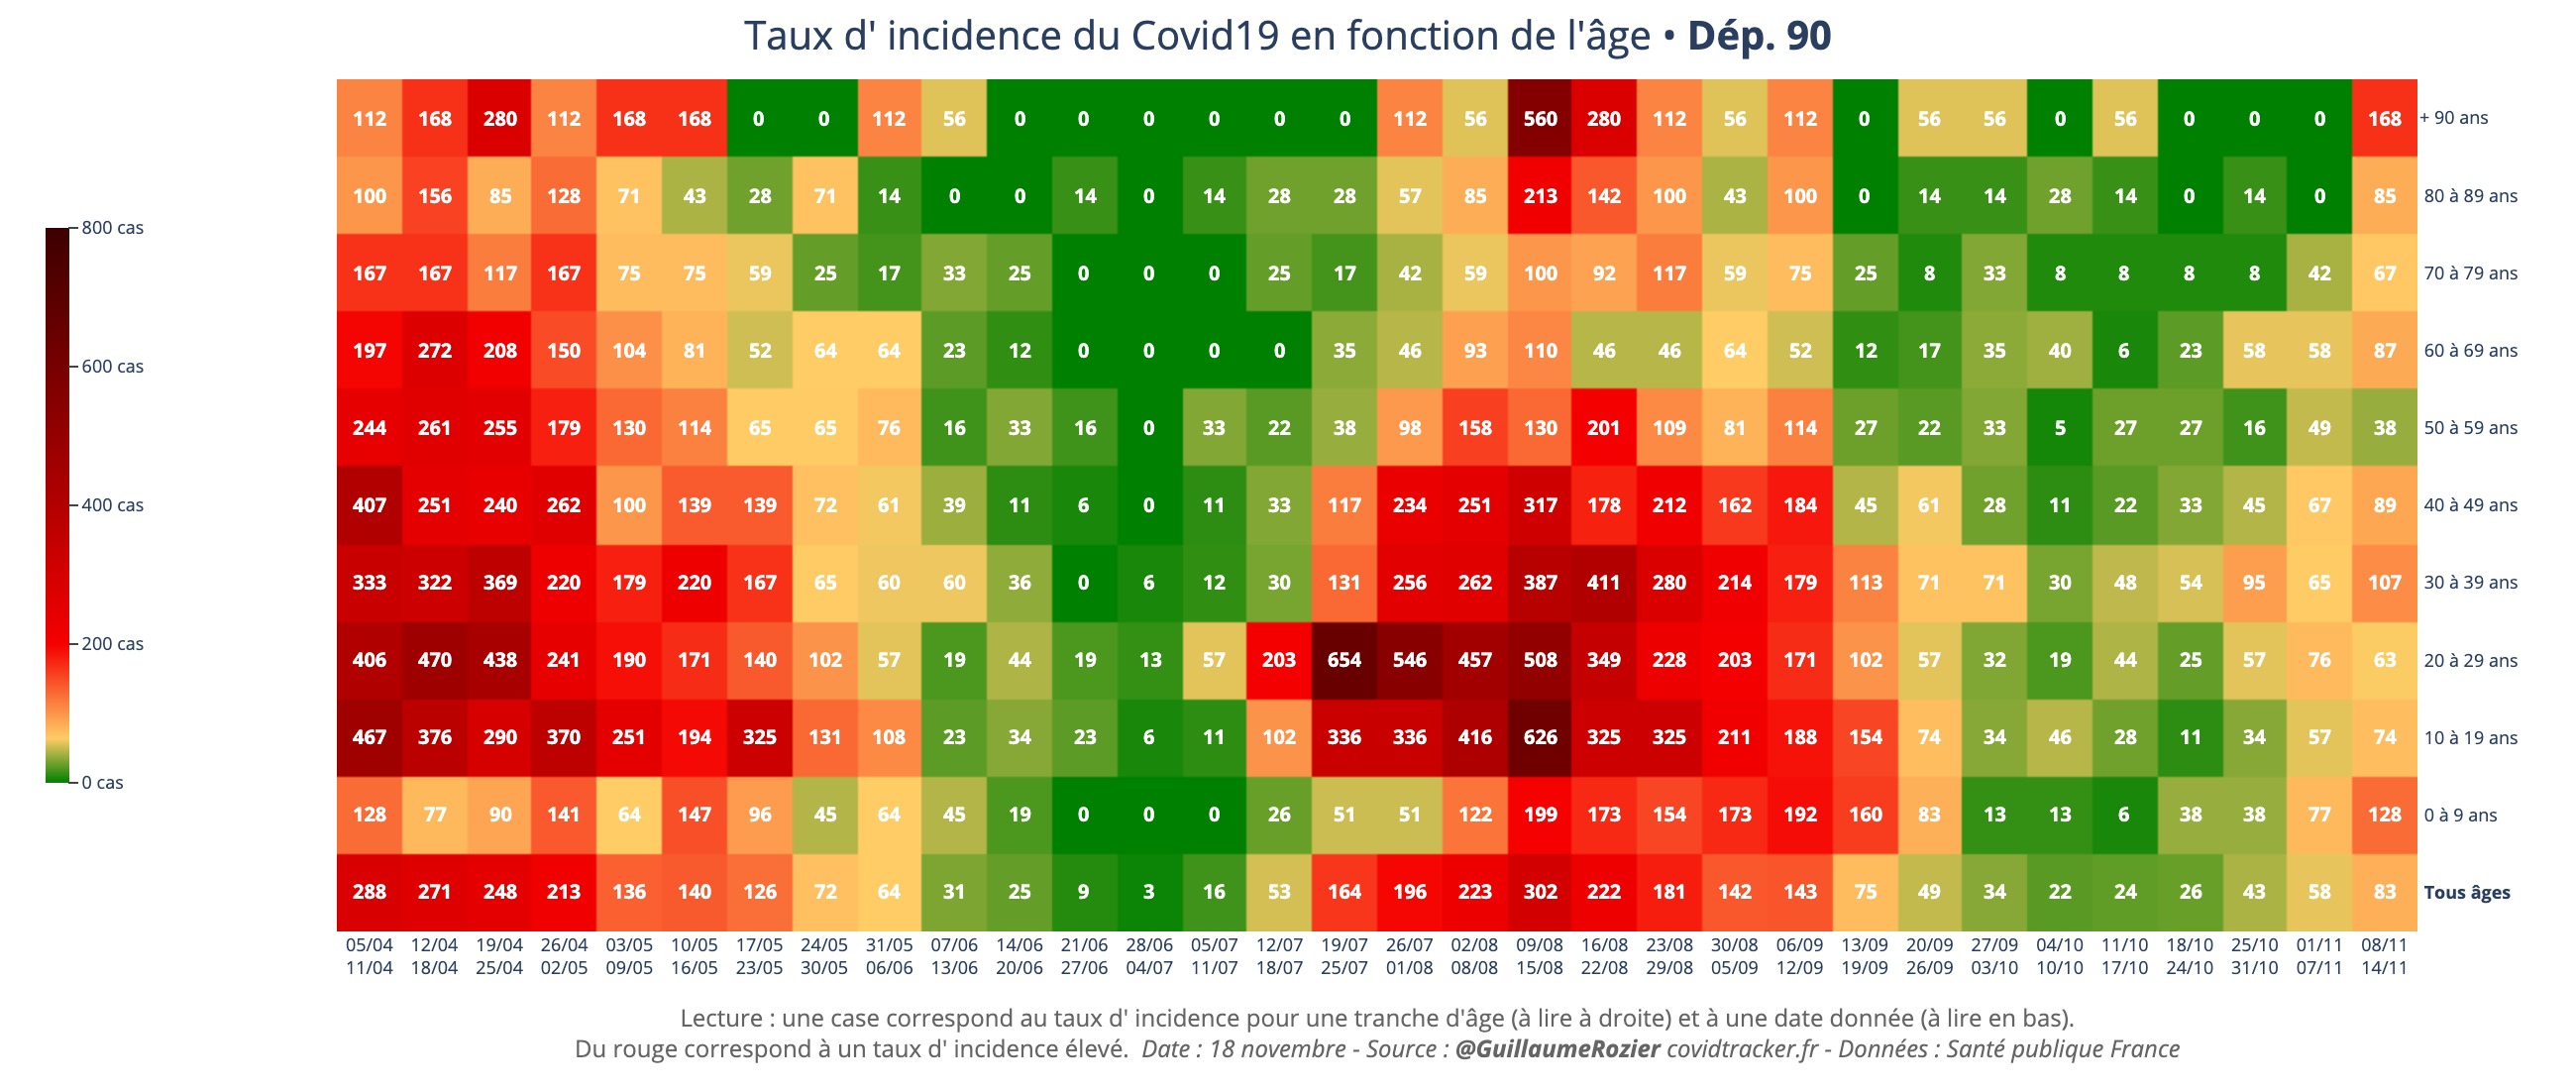 Taux d' incidence du Covid19 en fonction de l'âge • Dép. 90
800 cas
600 cas
400 cas
200 cas
0 cas
112 168 280 112 168 168 0 0 112 56 0 0 0 0 0 0 112 56 560 280 112 56 112 0 56 56 0 56 0 0 0 168 + 90 ans
100 156 85 128 71 43 28 71 14 0 0 14 0 14 28 28 57 85 213 142 100 43 100 0 14 14 28 14 0 14 0 85 80 à 89 ans
167 167 117 167 75 75 59 25 17 33 25 0 0 0 25 17 42 59 100 92 117 59 75 25 8 33 8 8 8 8 42 67 70 à 79 ans
197 272 208 150 104 81 52 64 64 23 12 0 0 0 0 35 46 93 110 46 46 64 52 12 17 35 40 6 23 58 58 87 60 à 69 ans
244 261 255 179 130 114 65 65 76 16 33 16 0 33 22 38 98 158 130 201 109 81 114 27 22 33 5 27 27 16 49 38 50 à 59 ans
407 251 240 262 100 139 139 72 61 39 11 6 0 11 33 117 234 251 317 178 212 162 184 45 61 28 11 22 33 45 67 89 40 à 49 ans
333 322 369 220 179 220 167 65 60 60 36 0 6 12 30 131 256 262 387 411 280 214 179 113 71 71 30 48 54 95 65 107 30 à 39 ans
406 470 438 241 190 171 140 102 57 19 44 19 13 57 203 654 546 457 508 349 228 203 171 102 57 32 19 44 25 57 76 63 20 à 29 ans
467 376 290 370 251 194 325 131 108 23 34 23 6 11 102 336 336 416 626 325 325 211 188 154 74 34 46 28 11 34 57 74 10 à 19 ans
128 77 90 141 64 147 96 45 64 45 19 0 0 0 26 51 51 122 199 173 154 173 192 160 83 13 13 6 38 38 77 128 0 à 9 ans
288 271 248 213 136 140 126 72 64 31 25 9 3 16 53 164 196 223 302 222 181 142 143 75 49 34 22 24 26 43 58 83 Tous âges
05/04 12/04 19/04 26/04 03/05 10/05 17/05 24/05 31/05 07/06 14/06 21/06 28/06 05/07 12/07 19/07 26/07 02/08 09/08 16/08 23/08 30/08 06/09 13/09 20/09 27/09 04/10 11/10 18/10 25/10 01/11 08/11
11/04 18/04 25/04 02/05 09/05 16/05 23/05 30/05 06/06 13/06 20/06 27/06 04/07 11/07 18/07 25/07 01/08 08/08 15/08 22/08 29/08 05/09 12/09 19/09 26/09 03/10 10/10 17/10 24/10 31/10 07/11 14/11
Lecture : une case correspond au taux d' incidence pour une tranche d'âge (à lire à droite) et à une date donnée (à lire en bas).
Du rouge correspond à un taux d' incidence élevé. Date : 18 novembre - Source : @GuillaumeRozier covidtracker.fr - Données : Santé publique France